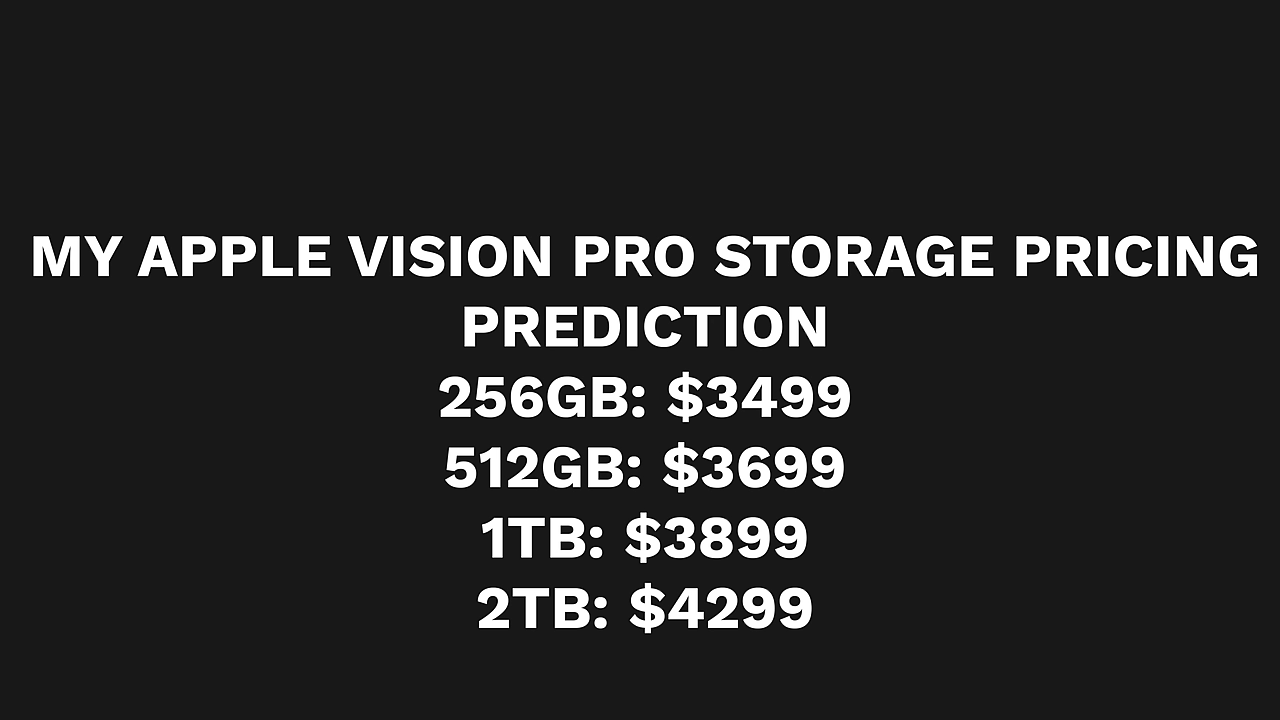 MY APPLE VISION PRO STORAGE PRICING
PREDICTION
256GB: $3499
512GB: $3699
1TB: $3899
2TB: $4299